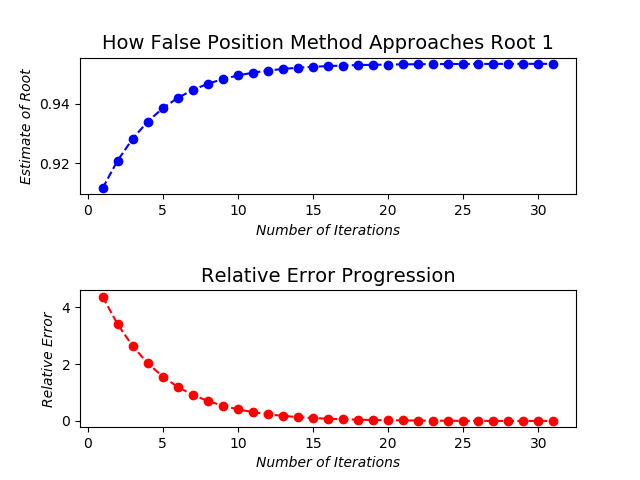 How False Position Method Approaches Root 1
Estimate of Root
0.94
0.92
0 5 10 15 20 25 30
Number of Iterations
Relative Error Progression
Relative Error
4
2
0
0 5 10 15 20 25 30
Number of Iterations